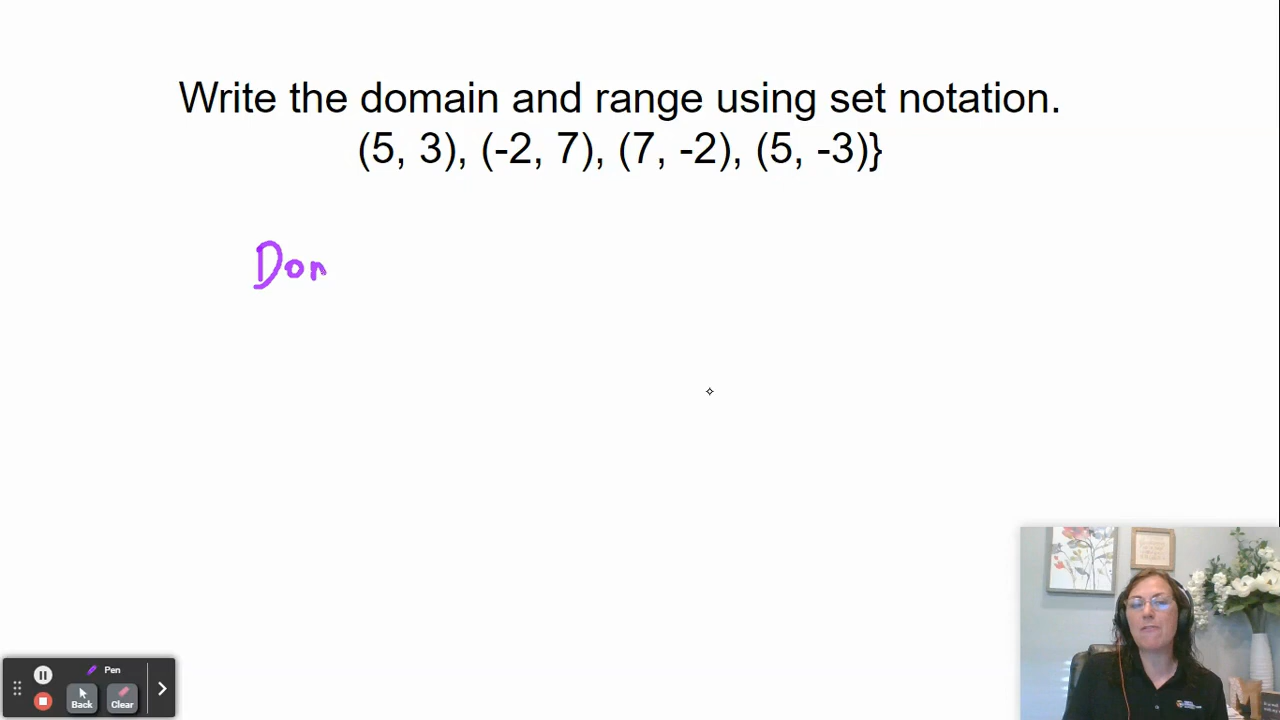 Write the domain and range using set notation.
(5, 3), (-2, 7), (7, -2), (5, -3)}
Dom
Pen
Back
Clear